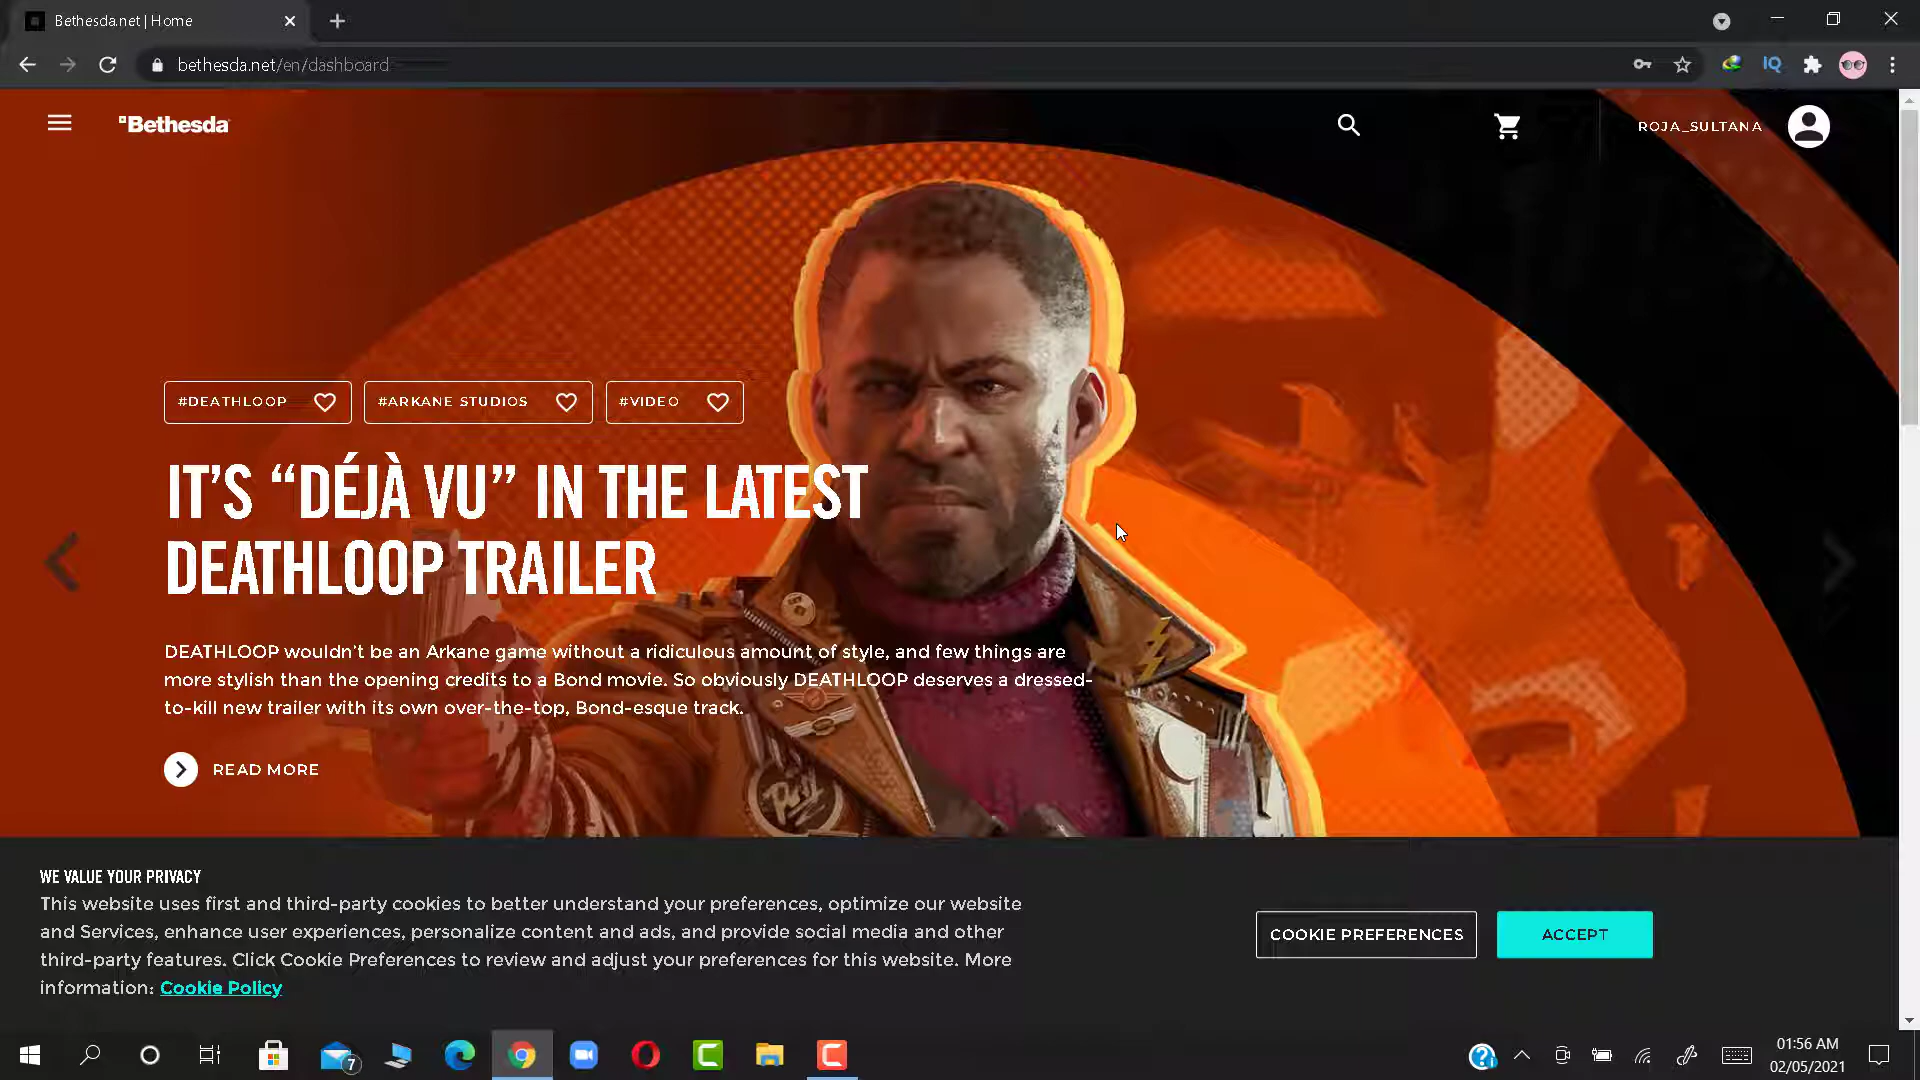 Bethesda.net | Home
bethesda.net/en/dashboard
IQ
Bethesda
ROJA_SULTANA
#DEATHLOOP
#ARKANE STUDIOS
#VIDEO
IT’S “DÉJÀ VU” IN THE LATEST
DEATHLOOP TRAILER
DEATHLOOP wouldn’t be an Arkane game without a ridiculous amount of style, and few things are
more stylish than the opening credits to a Bond movie. So obviously DEATHLOOP deserves a dressed-
to-kill new trailer with its own over-the-top, Bond-esque track.
READ MORE
WE VALUE YOUR PRIVACY
This website uses first and third-party cookies to better understand your preferences, optimize our website
and Services, enhance user experiences, personalize content and ads, and provide social media and other
third-party features. Click Cookie Preferences to review and adjust your preferences for this website. More
information: Cookie Policy
COOKIE PREFERENCES
ACCEPT
7
01:56 AM
02/05/2021